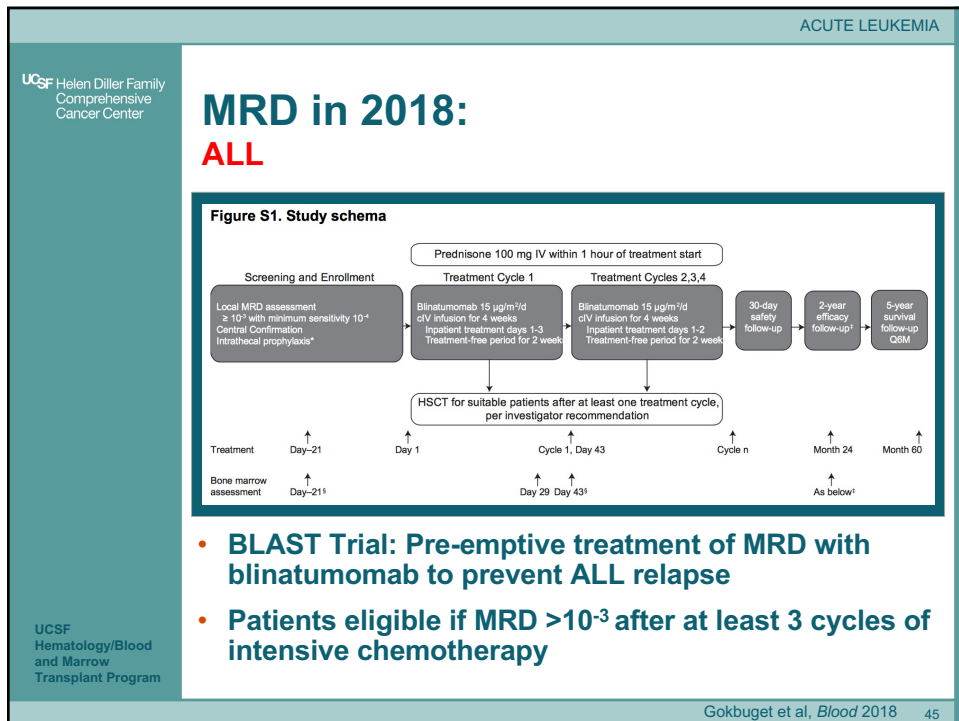 ACUTE LEUKEMIA
UCSF Helen Diller Family
Comprehensive
Cancer Center
MRD in 2018:
ALL
Figure S1. Study schema
Prednisone 100 mg IV within 1 hour of treatment start
Screening and Enrollment
Local MRD assessment
≥ 10⁻³ with minimum sensitivity 10⁻⁴
Central Confirmation
Intrathecal prophylaxis*
Treatment Cycle 1
Blinatumomab 15 µg/m²/d
cIV infusion for 4 weeks
Inpatient treatment days 1-3
Treatment-free period for 2 week
Treatment Cycles 2,3,4
Blinatumomab 15 µg/m²/d
cIV infusion for 4 weeks
Inpatient treatment days 1-2
Treatment-free period for 2 week
30-day
safety
follow-up
2-year
efficacy
follow-up‡
5-year
survival
follow-up
Q6M
HSCT for suitable patients after at least one treatment cycle,
per investigator recommendation
Treatment Day–21 Day 1 Cycle 1, Day 43 Cycle n Month 24 Month 60
Bone marrow
assessment Day–21§ Day 29 Day 43§ As below‡
• BLAST Trial: Pre-emptive treatment of MRD with
blinatumomab to prevent ALL relapse
• Patients eligible if MRD >10⁻³ after at least 3 cycles of
intensive chemotherapy
UCSF
Hematology/Blood
and Marrow
Transplant Program
Gokbuget et al, Blood 2018 45